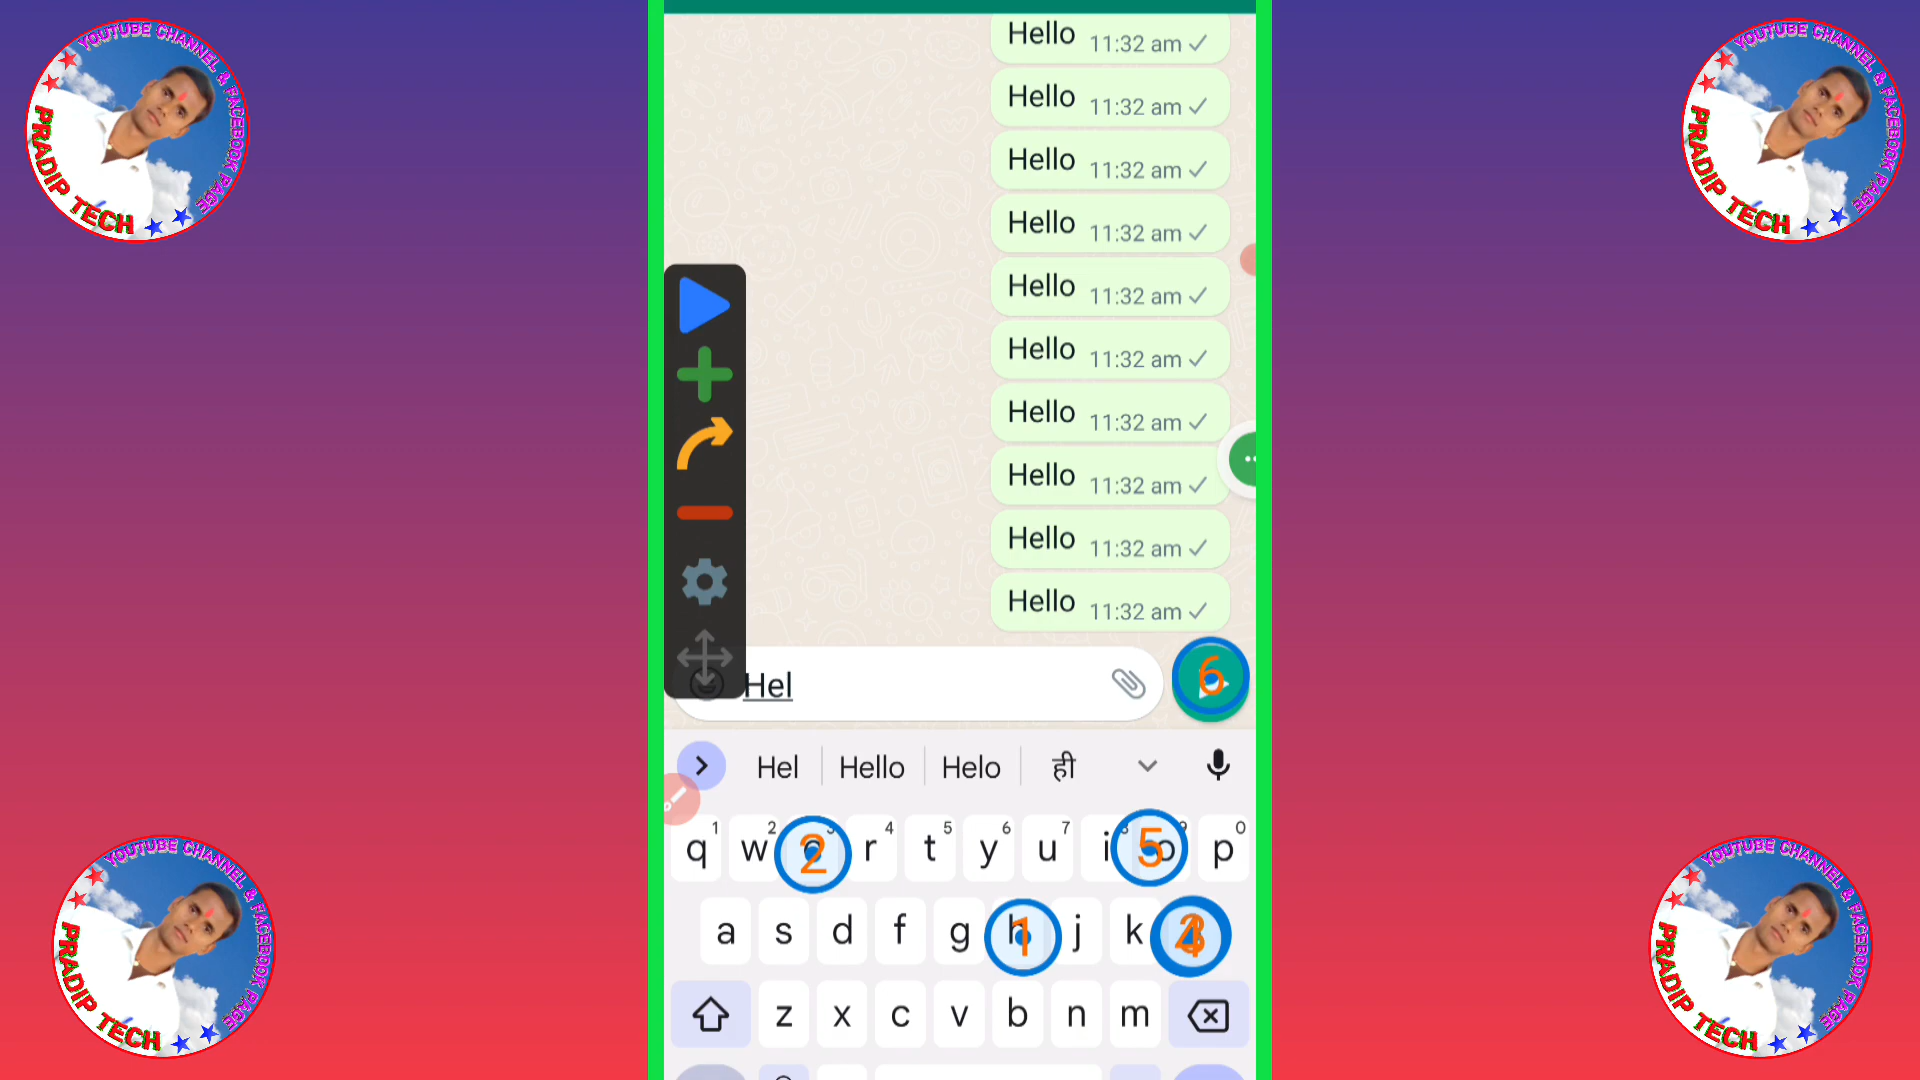 YOUTUBE CHANNEL & FACEBOOK PAGE
PRADIP TECH
YOUTUBE CHANNEL & FACEBOOK PAGE
PRADIP TECH
Hello 11:32 am
Hello 11:32 am
Hello 11:32 am
Hello 11:32 am
Hello 11:32 am
Hello 11:32 am
Hello 11:32 am
Hello 11:32 am
Hello 11:32 am
Hello 11:32 am
Hel
6
Hel Hello Helo ही
1 2 3 4 5 6 7 8 9 0
q w e r t y u i o p
2 5
a s d f g h j k
1 4
z x c v b n m
YOUTUBE CHANNEL & FACEBOOK PAGE
PRADIP TECH
YOUTUBE CHANNEL & FACEBOOK PAGE
PRADIP TECH